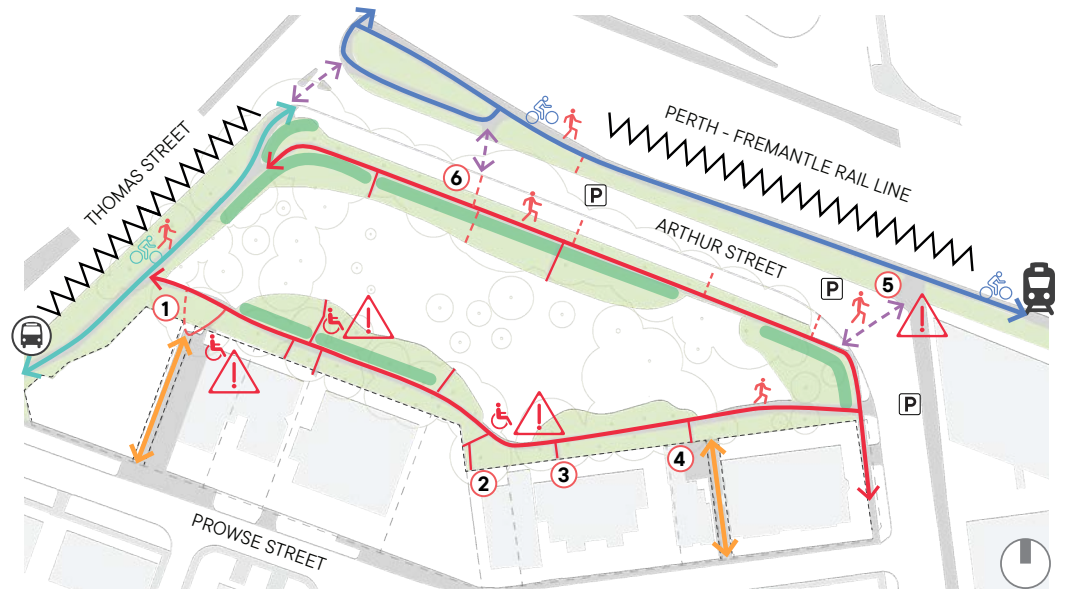 PERTH - FREMANTLE RAIL LINE
THOMAS STREET
6
P
ARTHUR STREET
P
5
1
P
2
3
4
PROWSE STREET